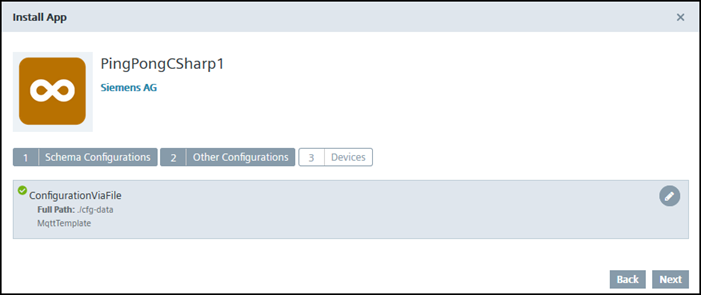 Install App
PingPongCSharp1
Siemens AG
1 Schema Configurations 2 Other Configurations 3 Devices
ConfigurationViaFile
Full Path: ./cfg-data
MqttTemplate
Back Next